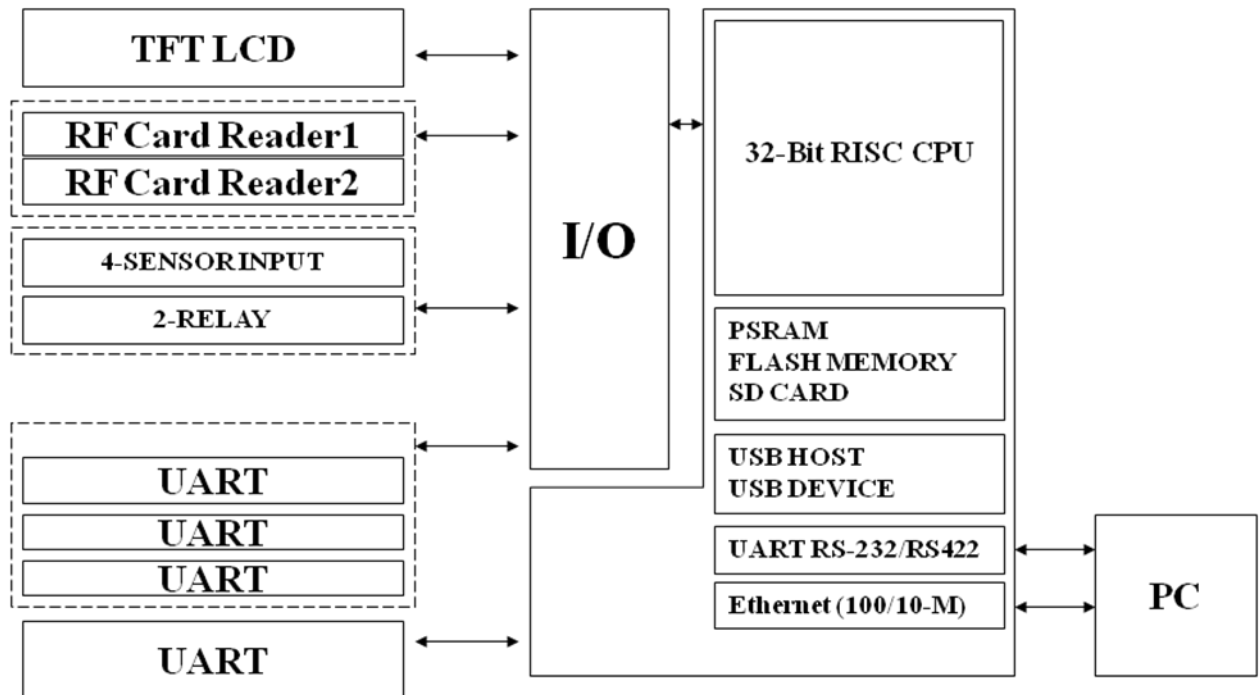 TFT LCD
RF Card Reader1
RF Card Reader2
4-SENSOR INPUT
2-RELAY
UART
UART
UART
UART
I/O
32-Bit RISC CPU
PSRAM
FLASH MEMORY
SD CARD
USB HOST
USB DEVICE
UART RS-232/RS422
Ethernet (100/10-M)
PC